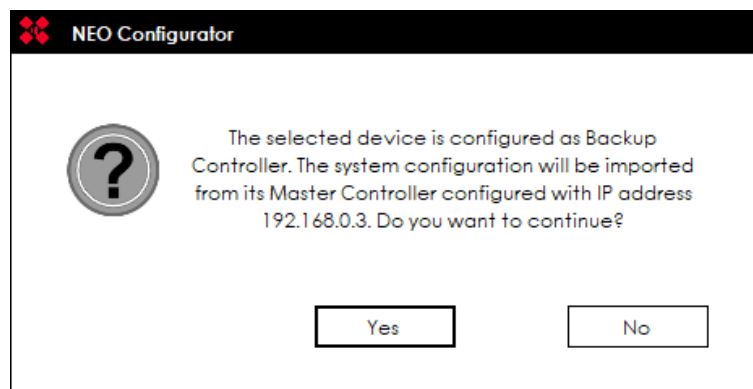 NEO Configurator
The selected device is configured as Backup
Controller. The system configuration will be imported
from its Master Controller configured with IP address
192.168.0.3. Do you want to continue?
Yes
No